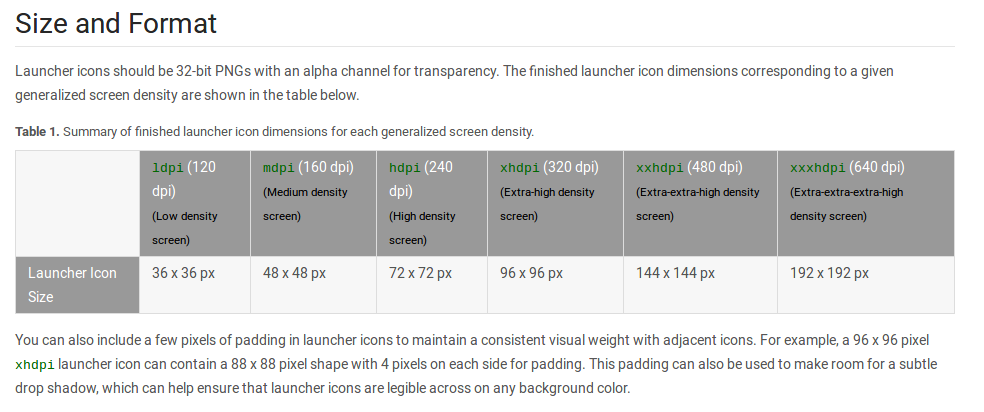 Size and Format
Launcher icons should be 32-bit PNGs with an alpha channel for transparency. The finished launcher icon dimensions corresponding to a given
generalized screen density are shown in the table below.
Table 1. Summary of finished launcher icon dimensions for each generalized screen density.
ldpi (120 dpi) (Low density screen)
mdpi (160 dpi) (Medium density screen)
hdpi (240 dpi) (High density screen)
xhdpi (320 dpi) (Extra-high density screen)
xxhdpi (480 dpi) (Extra-extra-high density screen)
xxxhdpi (640 dpi) (Extra-extra-extra-high density screen)
Launcher Icon Size
36 x 36 px
48 x 48 px
72 x 72 px
96 x 96 px
144 x 144 px
192 x 192 px
You can also include a few pixels of padding in launcher icons to maintain a consistent visual weight with adjacent icons. For example, a 96 x 96 pixel
xhdpi launcher icon can contain a 88 x 88 pixel shape with 4 pixels on each side for padding. This padding can also be used to make room for a subtle
drop shadow, which can help ensure that launcher icons are legible across on any background color.